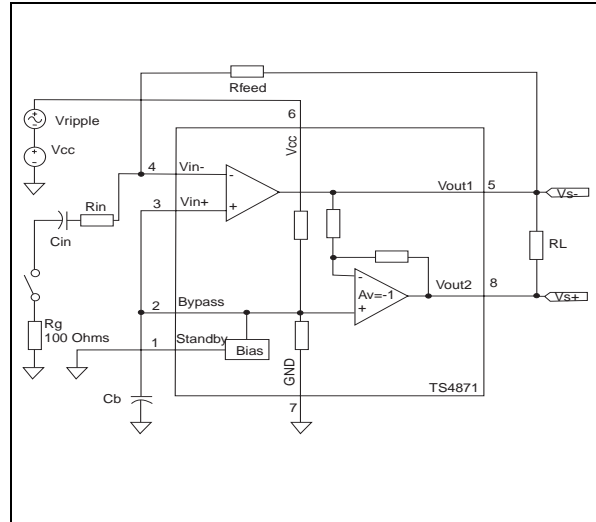 Rfeed
6
Vripple
Vcc
Vcc
4
Vin-
-
Vout1
5
Vs-
Rin
3
Vin+
+
Cin
RL
-
Av=-1
Vout2
8
Vs+
+
2
Bypass
Rg
100 Ohms
1
Standby
Bias
GND
Cb
7
TS4871